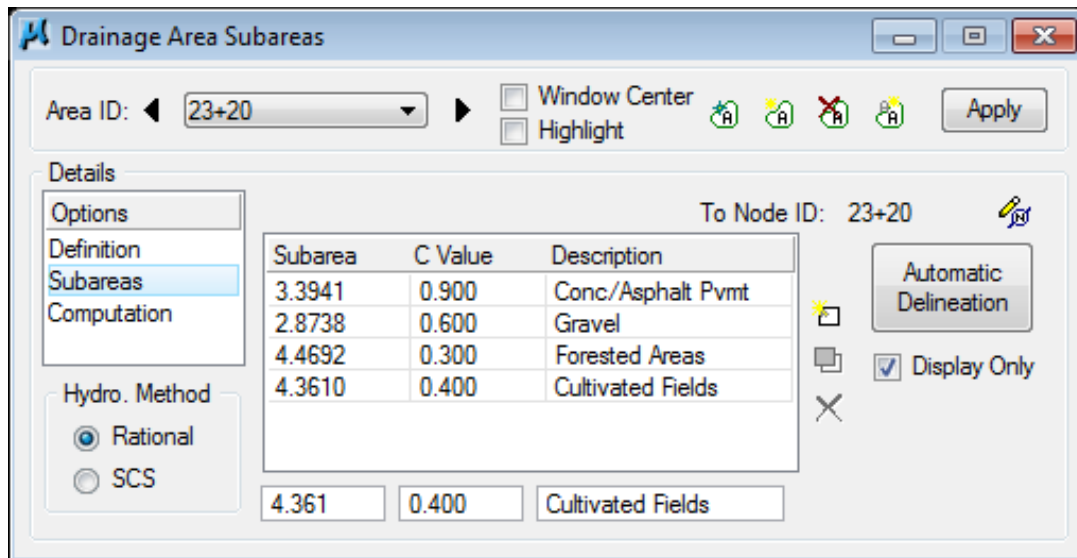 Drainage Area Subareas
Area ID: 23+20
Window Center
Highlight
Apply
Details
Options
Definition
Subareas
Computation
To Node ID: 23+20
Subarea C Value Description
3.3941 0.900 Conc/Asphalt Pvmt
2.8738 0.600 Gravel
4.4692 0.300 Forested Areas
4.3610 0.400 Cultivated Fields
Automatic
Delineation
Display Only
Hydro. Method
Rational
SCS
4.361 0.400 Cultivated Fields